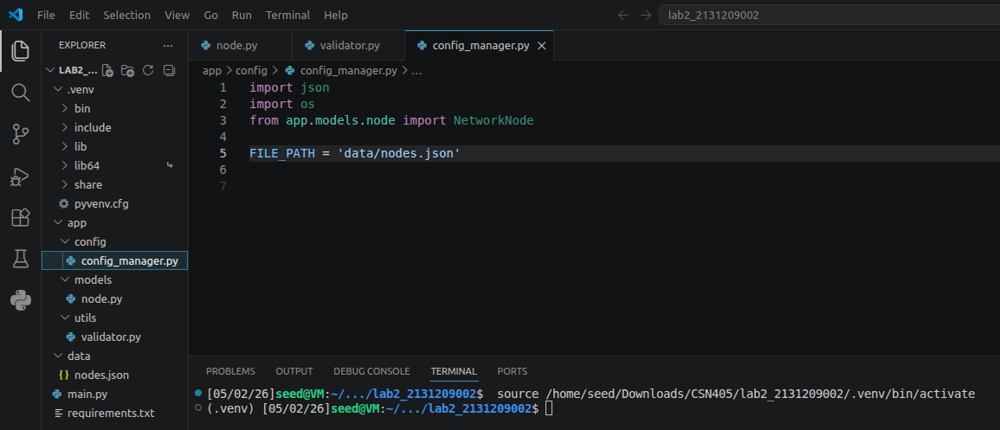 File Edit Selection View Go Run Terminal Help
lab2_2131209002
EXPLORER
LAB2_...
.venv
bin
include
lib
lib64
share
pyvenv.cfg
app
config
config_manager.py
models
node.py
utils
validator.py
data
{ } nodes.json
main.py
requirements.txt
node.py validator.py config_manager.py
app > config > config_manager.py > ...
1 import json
2 import os
3 from app.models.node import NetworkNode
4
5 FILE_PATH = 'data/nodes.json'
6
7
PROBLEMS OUTPUT DEBUG CONSOLE TERMINAL PORTS
[05/02/26]seed@VM:~/.../lab2_2131209002$ source /home/seed/Downloads/CSN405/lab2_2131209002/.venv/bin/activate
(.venv) [05/02/26]seed@VM:~/.../lab2_2131209002$